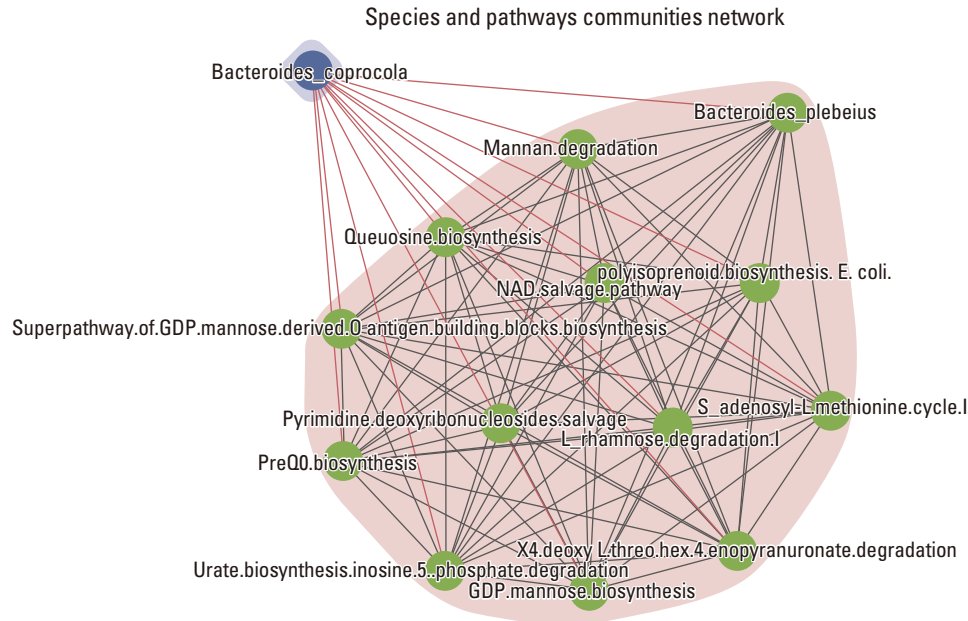 Species and pathways communities network
Bacteroides_coprocola
Bacteroides_plebeius
Mannan.degradation
Queuosine.biosynthesis
polyisoprenoid.biosynthesis. E. coli.
NAD.salvage.pathway
Superpathway.of.GDP.mannose.derived.O antigen.building.blocks.biosynthesis
S_adenosyl-L.methionine.cycle.I
Pyrimidine.deoxyribonucleosides.salvage
L_rhamnose.degradation.I
PreQ0.biosynthesis
X4.deoxy L.threo.hex.4.enopyranuronate.degradation
Urate.biosynthesis.inosine.5..phosphate.degradation
GDP.mannose.biosynthesis